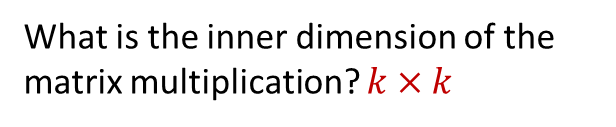 What is the inner dimension of the
matrix multiplication? k × k